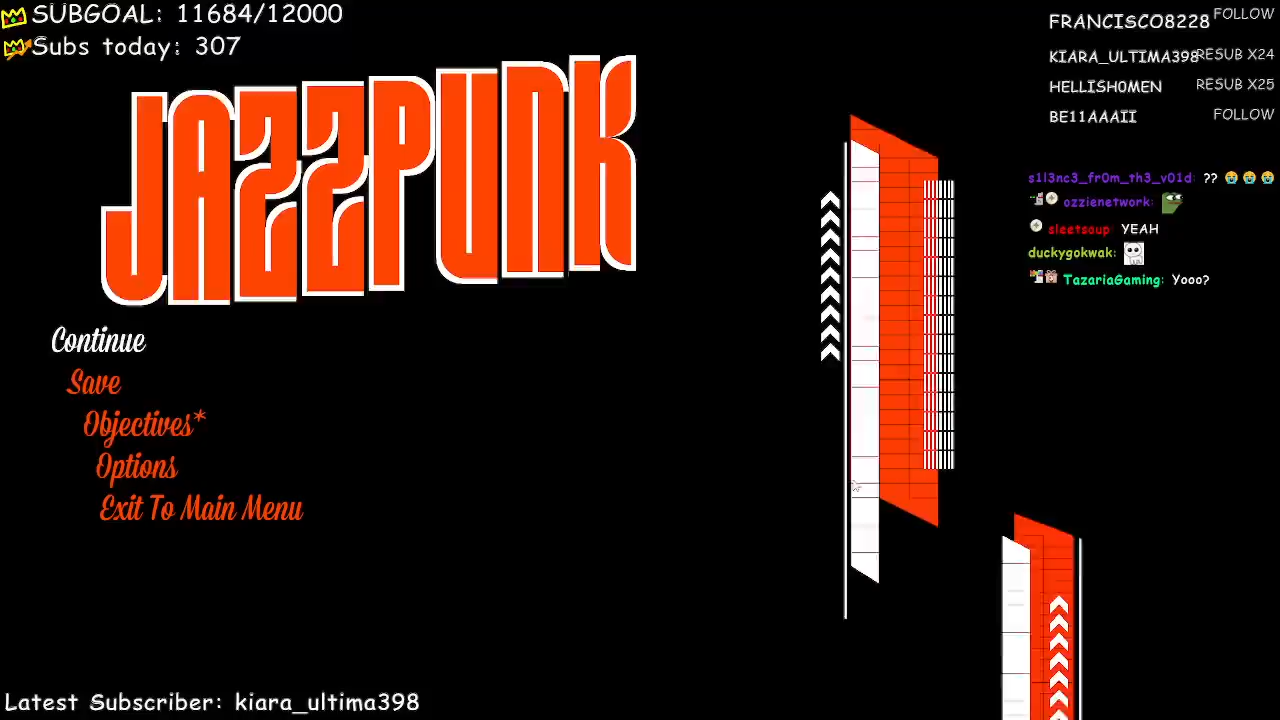 SUBGOAL: 11684/12000
Subs today: 307
JAZZPUNK
Continue
Save
Objectives*
Options
Exit To Main Menu
Latest Subscriber: kiara_ultima398
FRANCISCO8228 FOLLOW
KIARA_ULTIMA398 RESUB X24
HELLISH0MEN RESUB X25
BE11AAAII FOLLOW
s1l3nc3_fr0m_th3_v01d: ?? 😭 😭 😭
ozzienetwork:
sleetsoup: YEAH
duckygokwak:
TazariaGaming: Yooo?